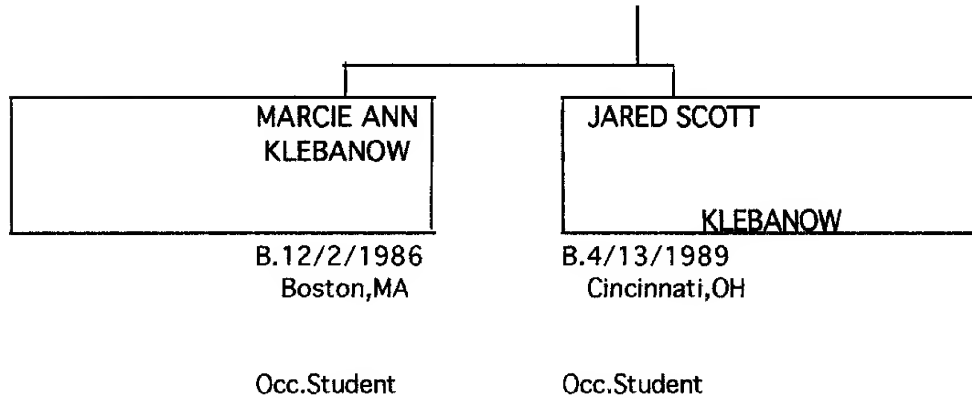 MARCIE ANN
KLEBANOW
B.12/2/1986
Boston,MA
Occ.Student
JARED SCOTT
KLEBANOW
B.4/13/1989
Cincinnati,OH
Occ.Student